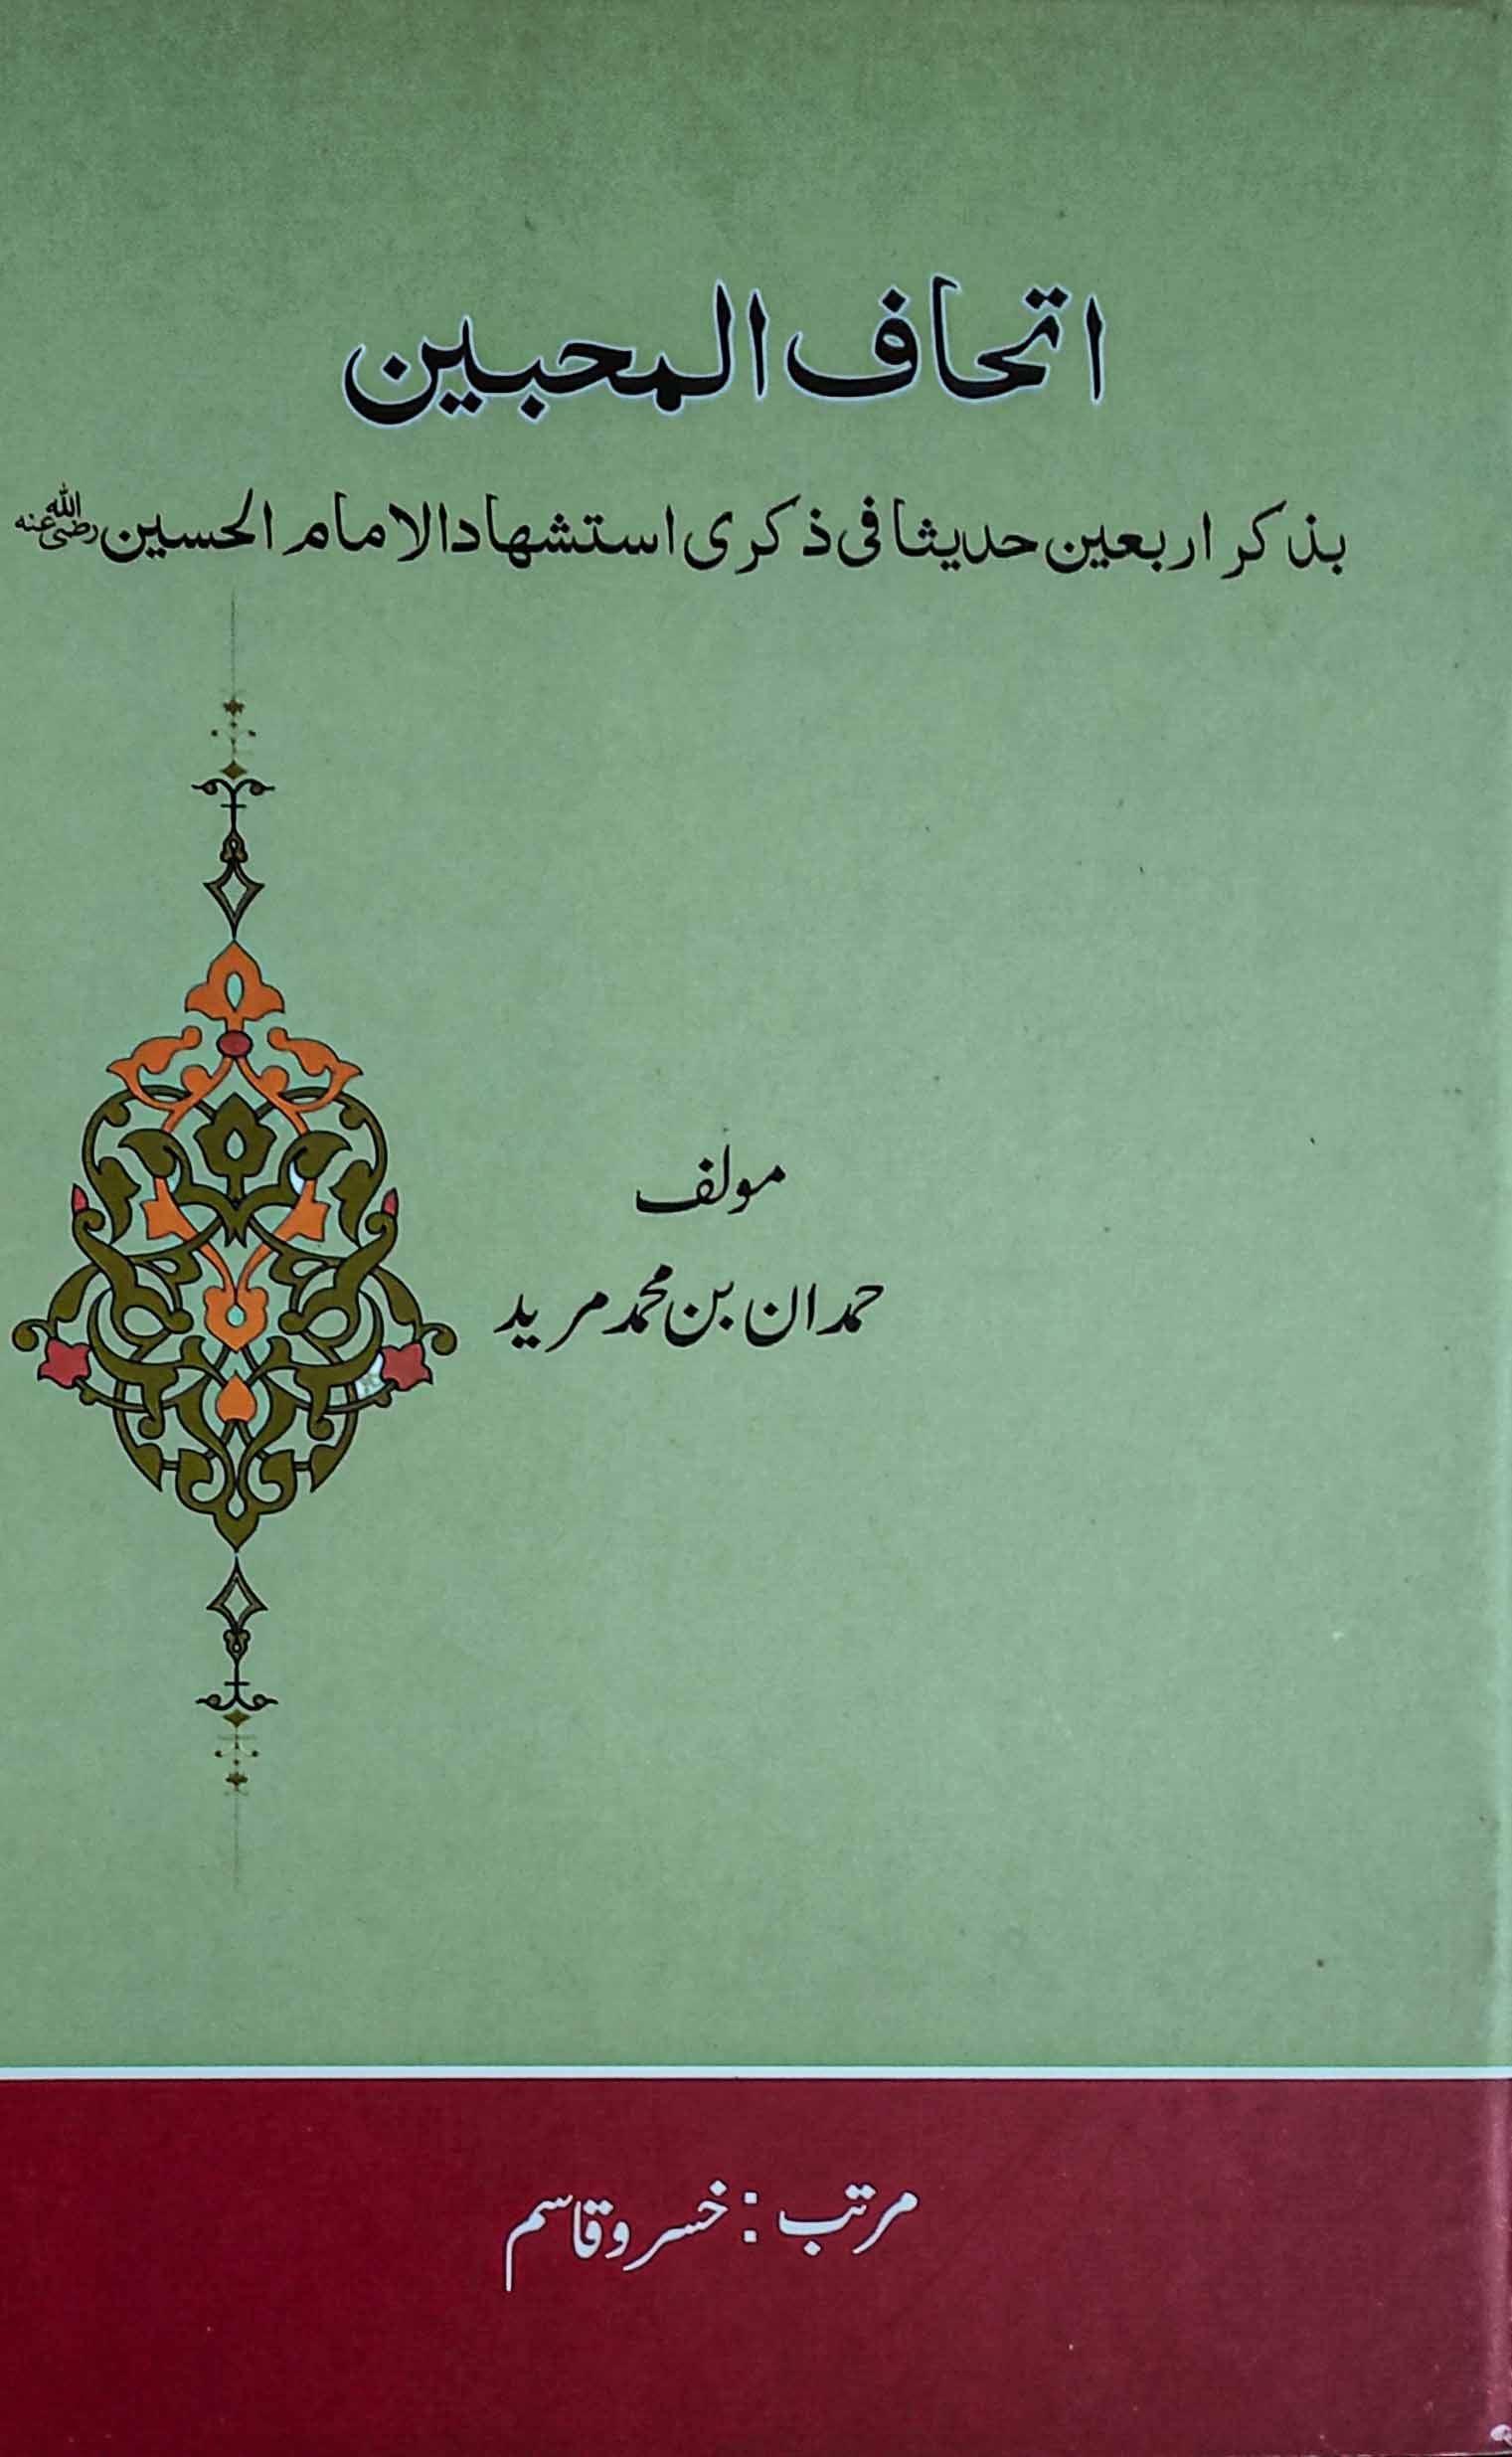 اتحاف المحبین
بذکر اربعین حدیثا فی ذکری استشهاد الامام الحسین رضی اللہ عنہ
مولف
حمدان بن محمد مرید
مرتب : خسرو قاسم